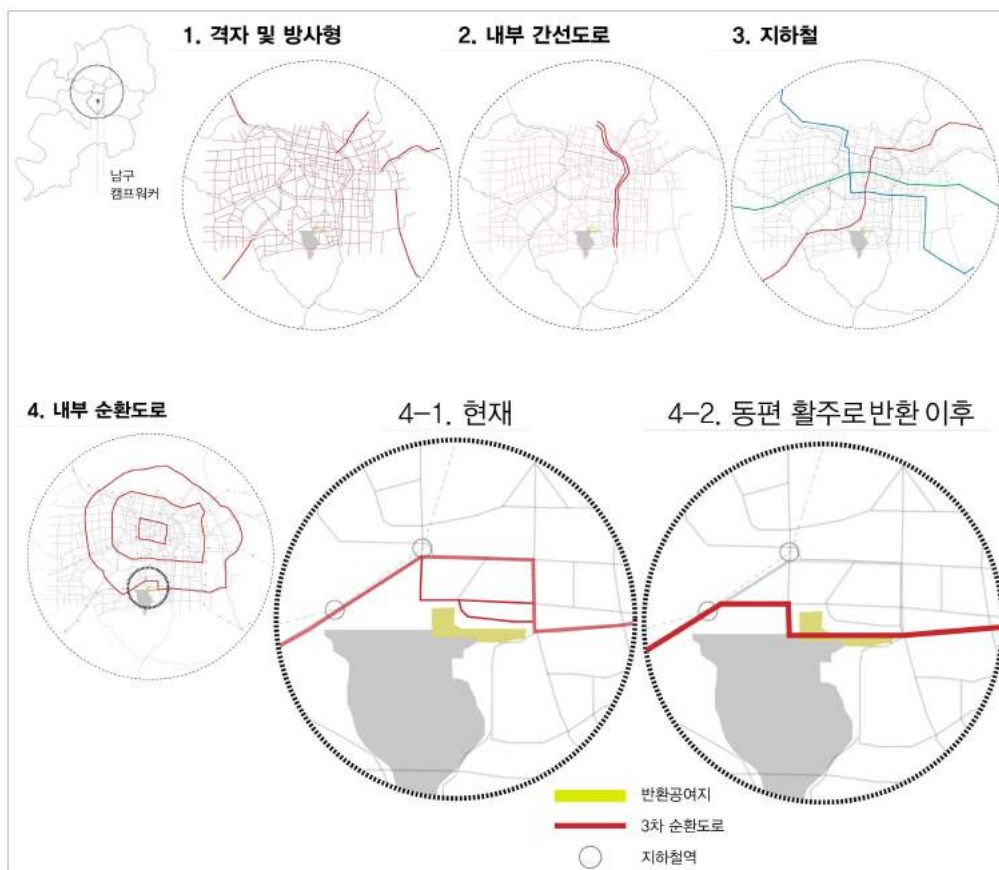 1. 격자 및 방사형
2. 내부 간선도로
3. 지하철
남구
캠프워커
4. 내부 순환도로
4-1. 현재
4-2. 동편 활주로반환 이후
반환공여지
3차 순환도로
지하철역